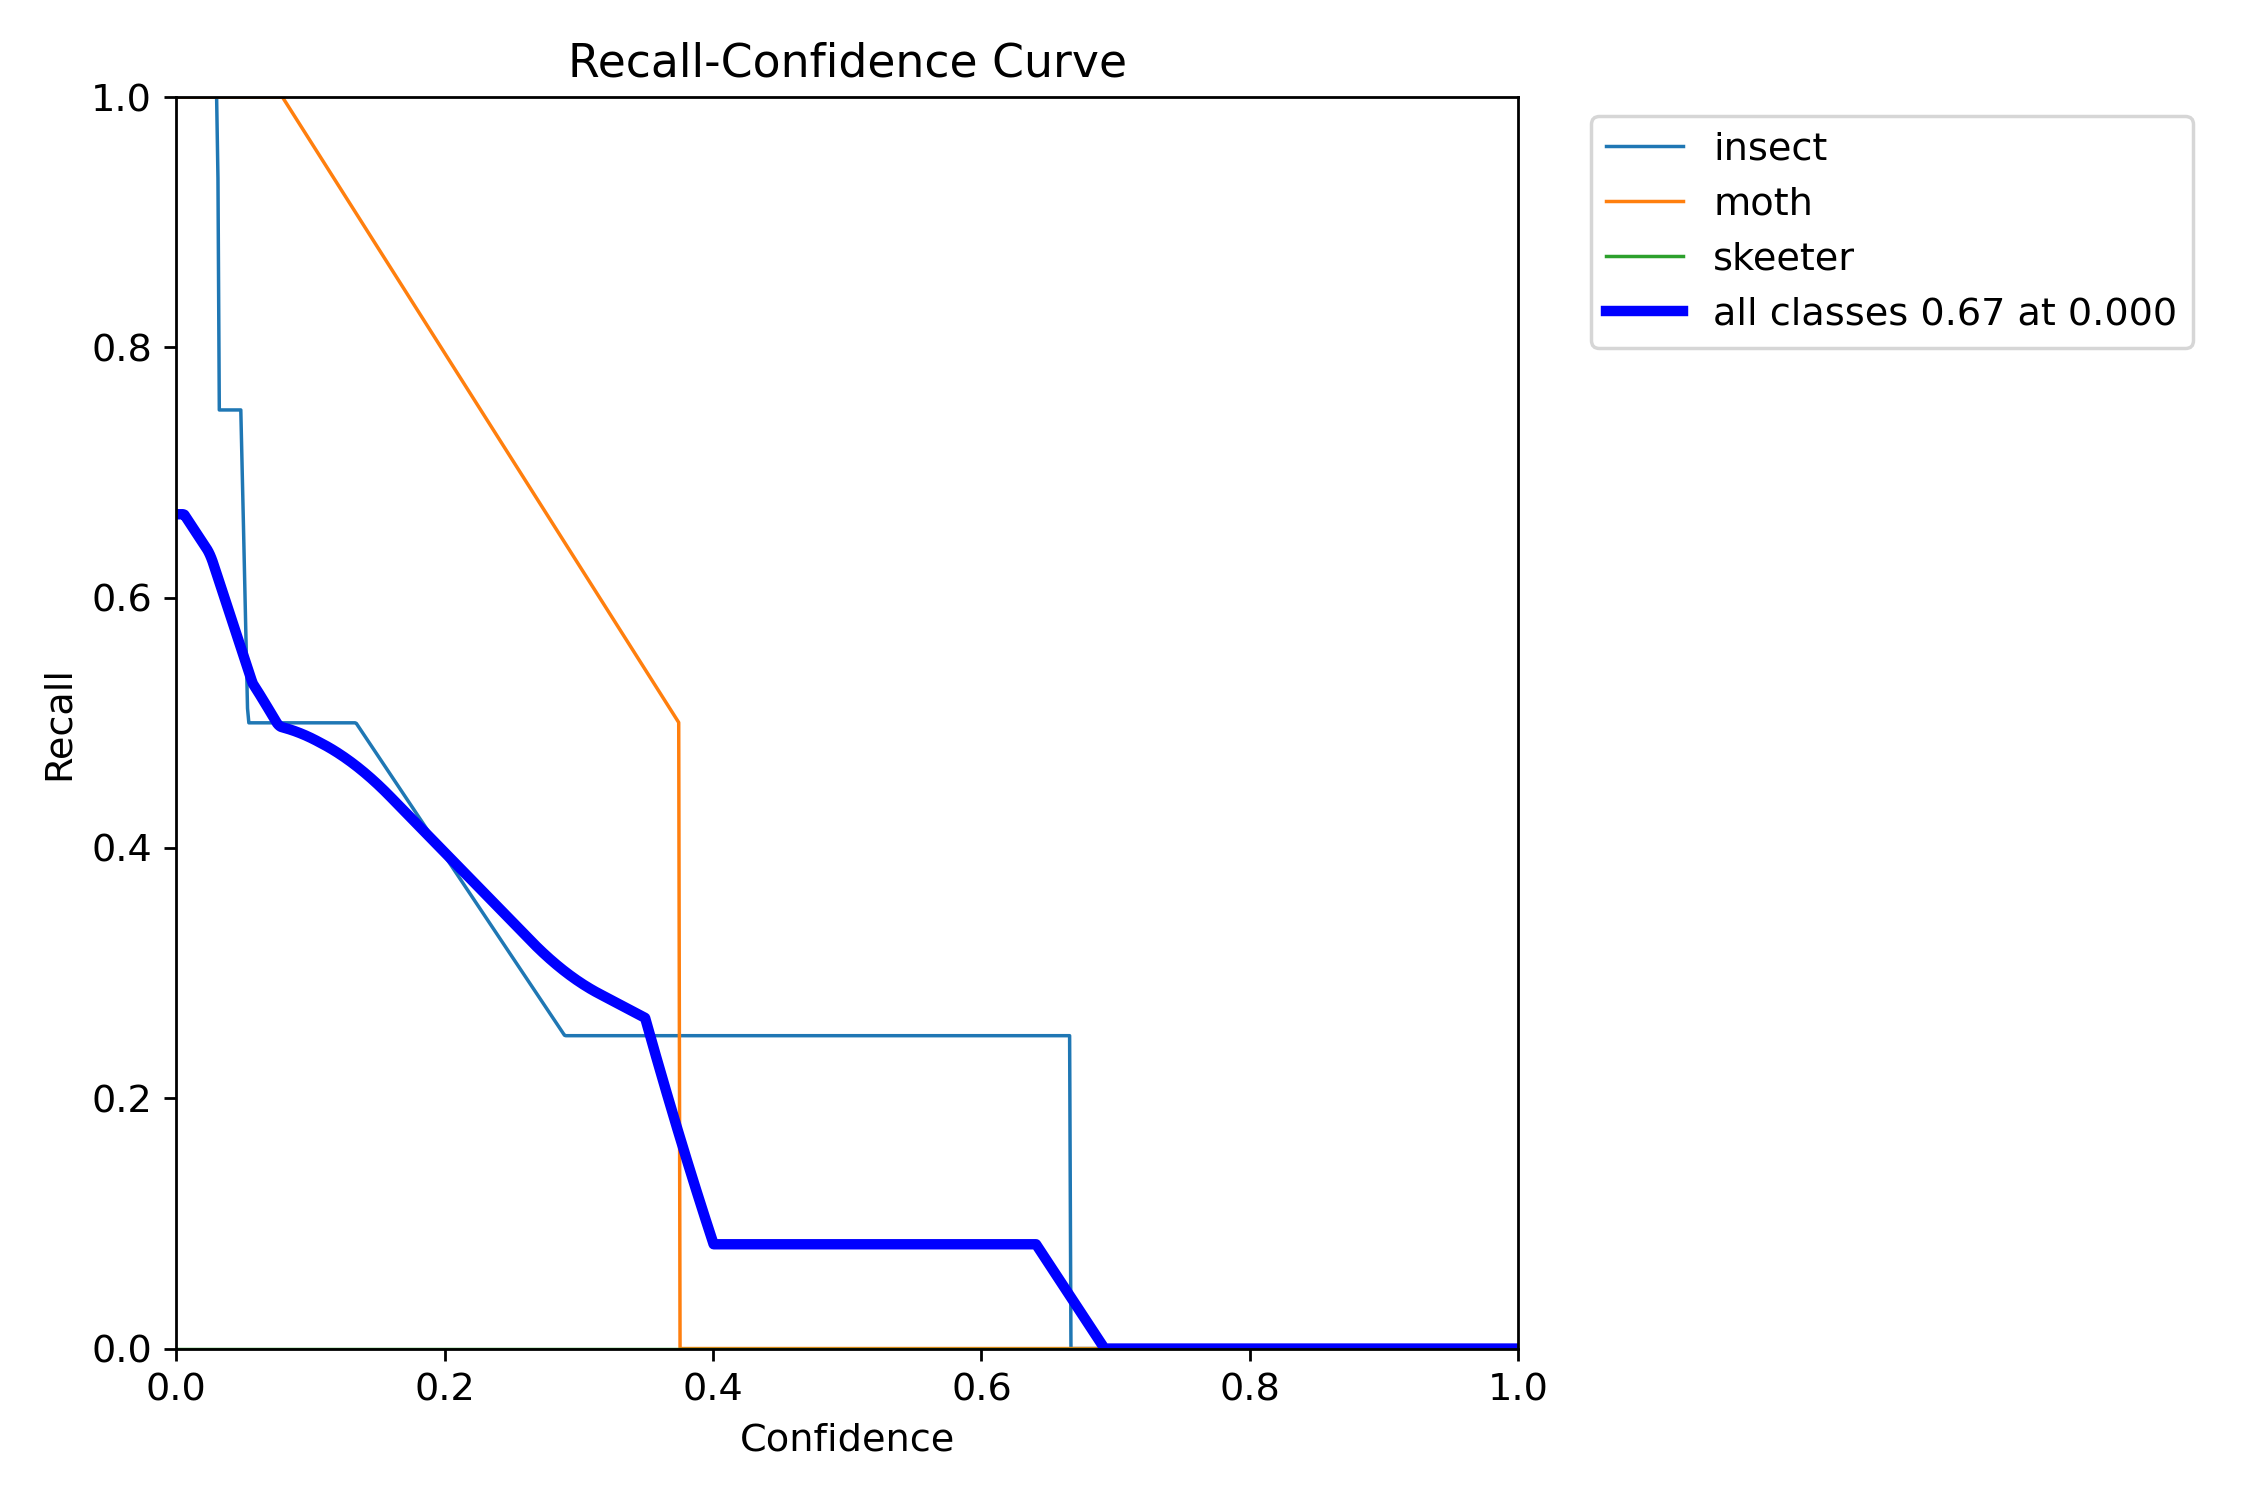 Recall-Confidence Curve
1.0
0.8
0.6
0.4
0.2
0.0
Recall
0.0 0.2 0.4 0.6 0.8 1.0
Confidence
insect
moth
skeeter
all classes 0.67 at 0.000